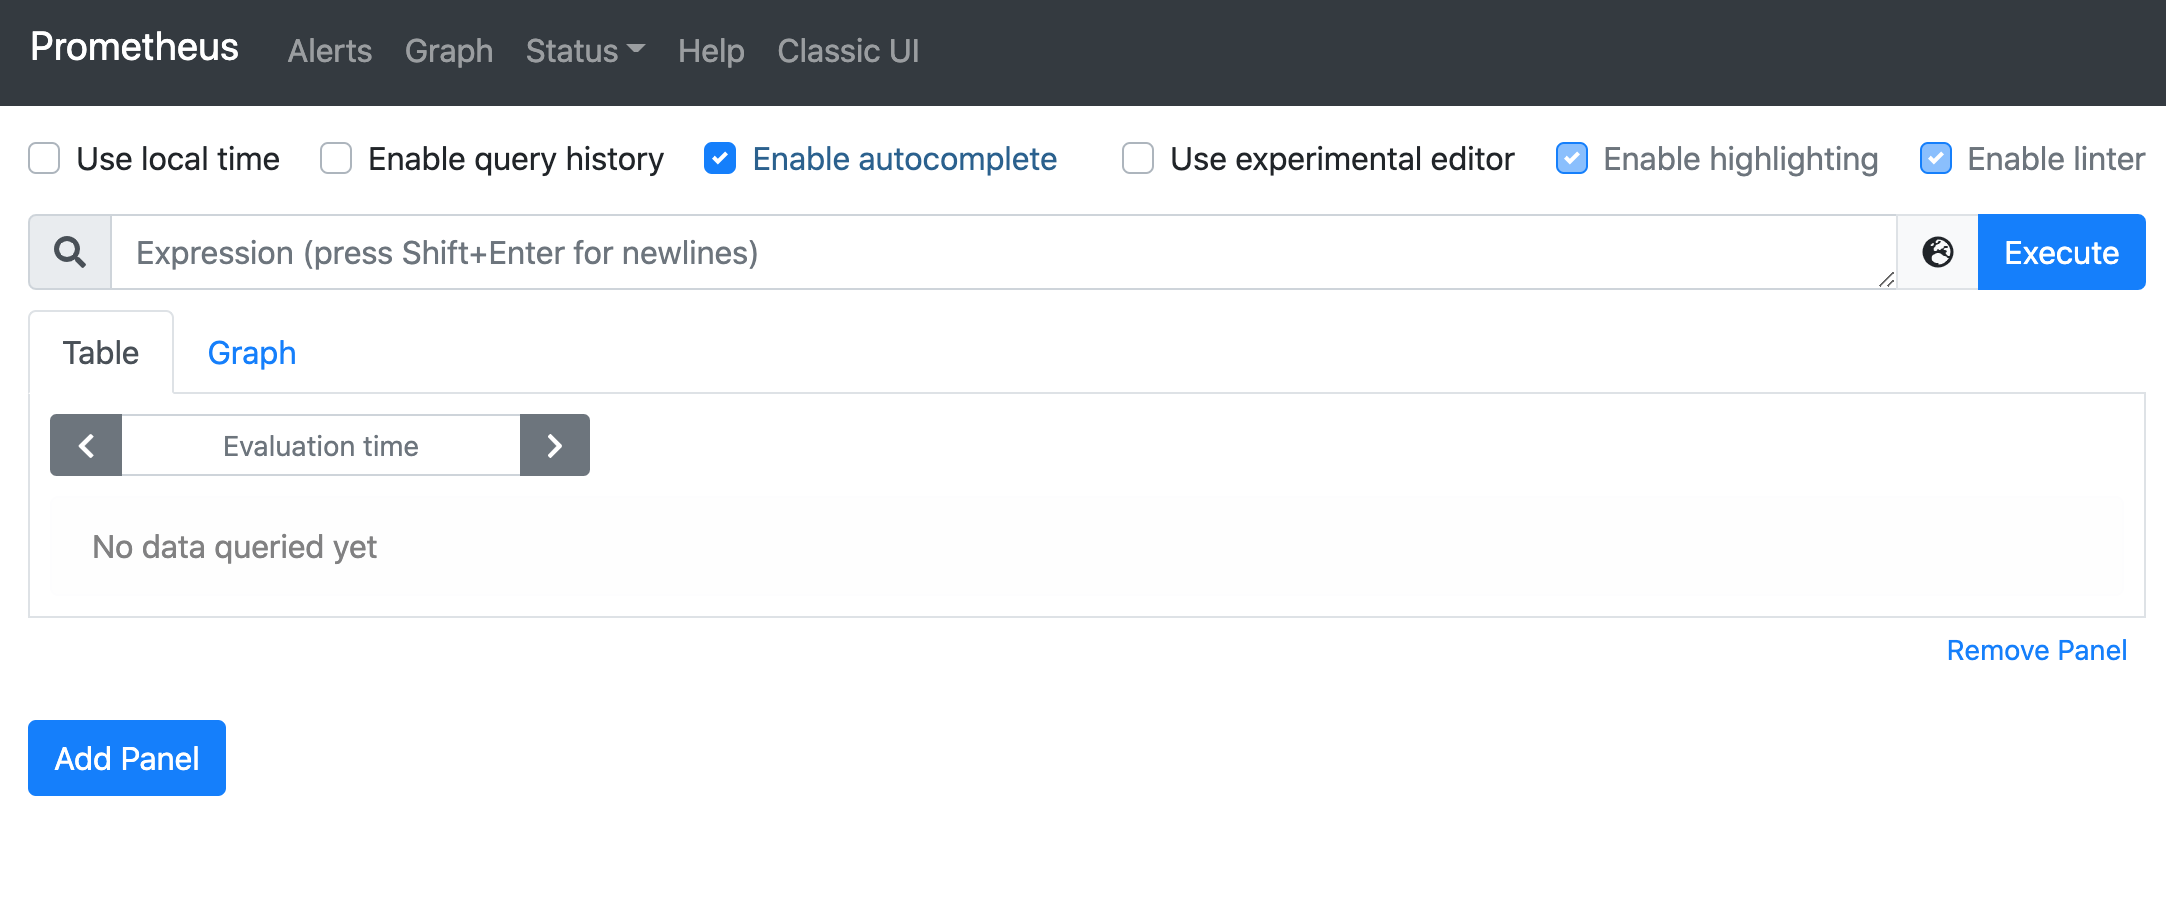 Prometheus Alerts Graph Status Help Classic UI
Use local time Enable query history Enable autocomplete Use experimental editor Enable highlighting Enable linter
Expression (press Shift+Enter for newlines) Execute
Table Graph
Evaluation time
No data queried yet
Remove Panel
Add Panel